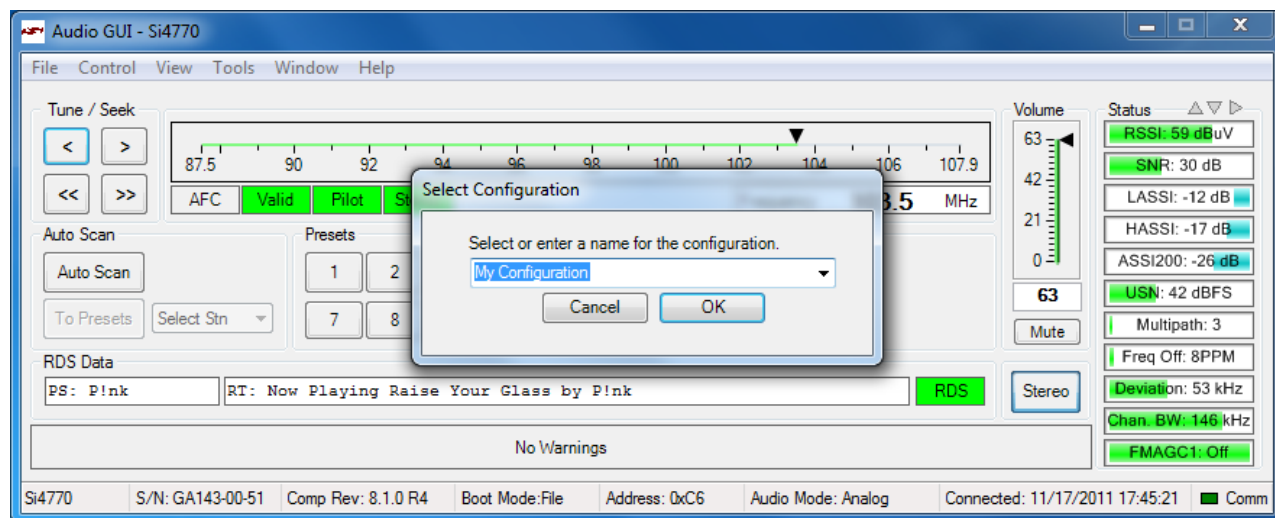 Audio GUI - Si4770
File Control View Tools Window Help
Tune / Seek
< >
<< >>
87.5 90 92 94 96 98 100 102 104 106 107.9
AFC Valid Pilot
MHz
Select Configuration
Select or enter a name for the configuration.
My Configuration
Cancel OK
Auto Scan
Auto Scan
To Presets Select Stn
Presets
1 2
7 8
Volume
63
42
21
0
63
Mute
Stereo
Status
RSSI: 59 dBuV
SNR: 30 dB
LASSI: -12 dB
HASSI: -17 dB
ASSI200: -26 dB
USN: 42 dBFS
Multipath: 3
Freq Off: 8PPM
Deviation: 53 kHz
Chan. BW: 146 kHz
FMAGC1: Off
RDS Data
PS: P!nk RT: Now Playing Raise Your Glass by P!nk RDS
No Warnings
Si4770 S/N: GA143-00-51 Comp Rev: 8.1.0 R4 Boot Mode:File Address: 0xC6 Audio Mode: Analog Connected: 11/17/2011 17:45:21 Comm